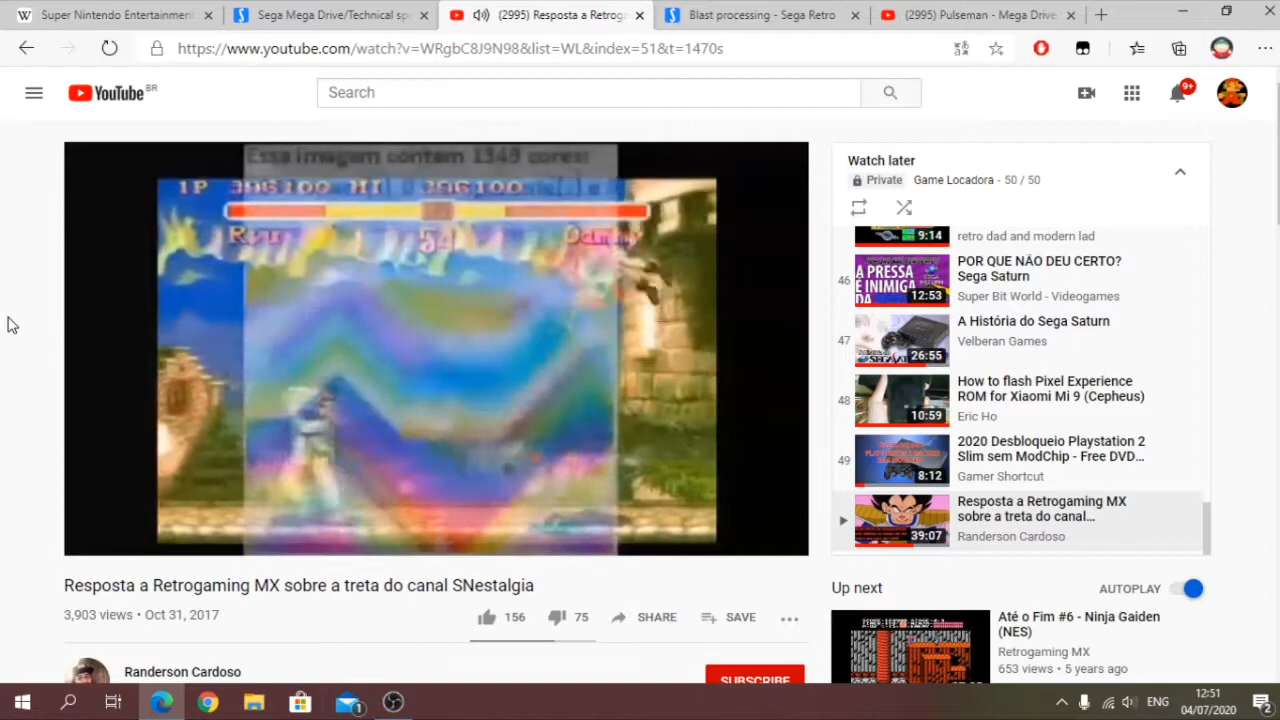 Super Nintendo Entertainment
Sega Mega Drive/Technical sp
(2995) Resposta a Retrog
Blast processing - Sega Retro
(2995) Pulseman - Mega Drive
https://www.youtube.com/watch?v=WRgbC8J9N98&list=WL&index=51&t=1470s
YouTube BR
Search
9+
Essa imagem contem 1349 cores
1P 396100 HI 396100
Ryu
Watch later
Private Game Locadora - 50 / 50
9:14
retro dad and modern lad
46
A PRESSA
É INIMIGA
DA
12:53
POR QUE NÃO DEU CERTO?
Sega Saturn
Super Bit World - Videogames
47
26:55
A História do Sega Saturn
Velberan Games
48
10:59
How to flash Pixel Experience
ROM for Xiaomi Mi 9 (Cepheus)
Eric Ho
49
8:12
2020 Desbloqueio Playstation 2
Slim sem ModChip - Free DVD...
Gamer Shortcut
39:07
Resposta a Retrogaming MX
sobre a treta do canal...
Randerson Cardoso
Resposta a Retrogaming MX sobre a treta do canal SNestalgia
3,903 views • Oct 31, 2017
156
75
SHARE
SAVE
Randerson Cardoso
SUBSCRIBE
Up next
AUTOPLAY
Até o Fim #6 - Ninja Gaiden
(NES)
Retrogaming MX
653 views • 5 years ago
1
ENG
12:51
04/07/2020
2